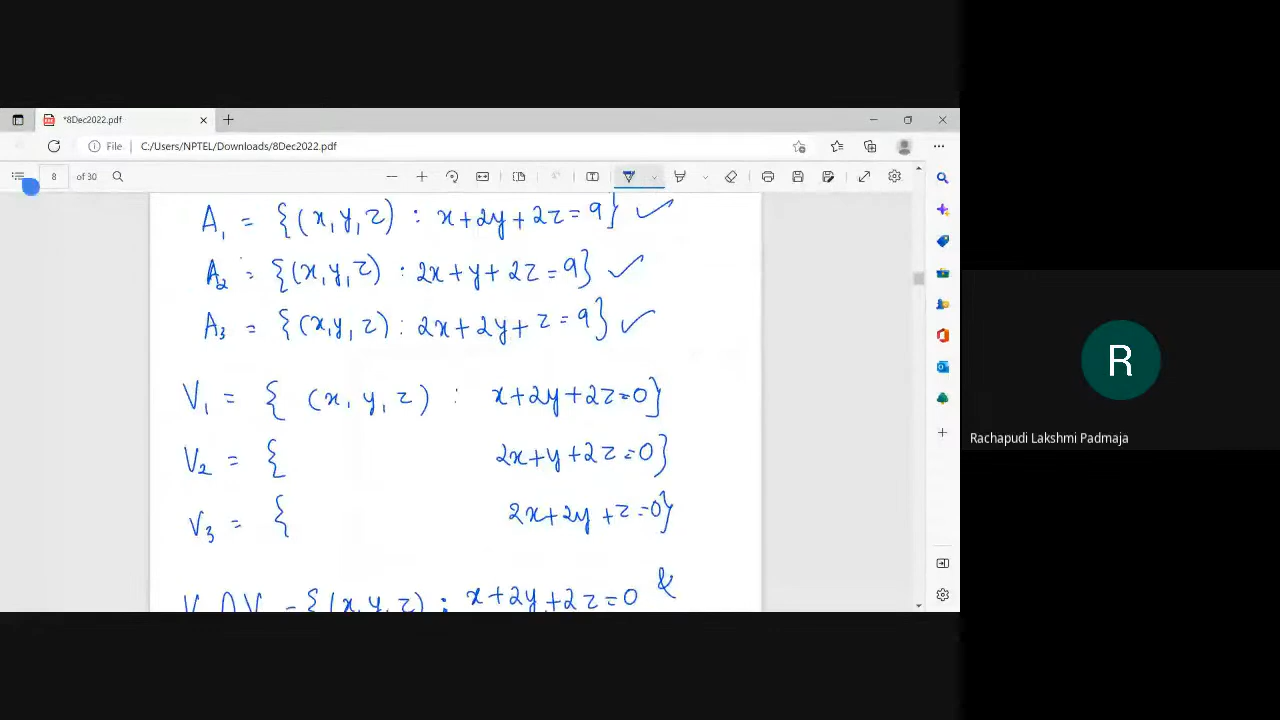 *8Dec2022.pdf
File C:/Users/NPTEL/Downloads/8Dec2022.pdf
8 of 30
A₁ = {(x,y,z) : x+2y+2z=9} ✓
A₂ = {(x,y,z) : 2x+y+2z=9} ✓
A₃ = {(x,y,z) : 2x+2y+z=9} ✓
V₁ = { (x,y,z) : x+2y+2z=0}
V₂ = { 2x+y+2z=0}
V₃ = { 2x+2y+z=0}
={(x,y,z) : x+2y+2z=0 &
R
Rachapudi Lakshmi Padmaja